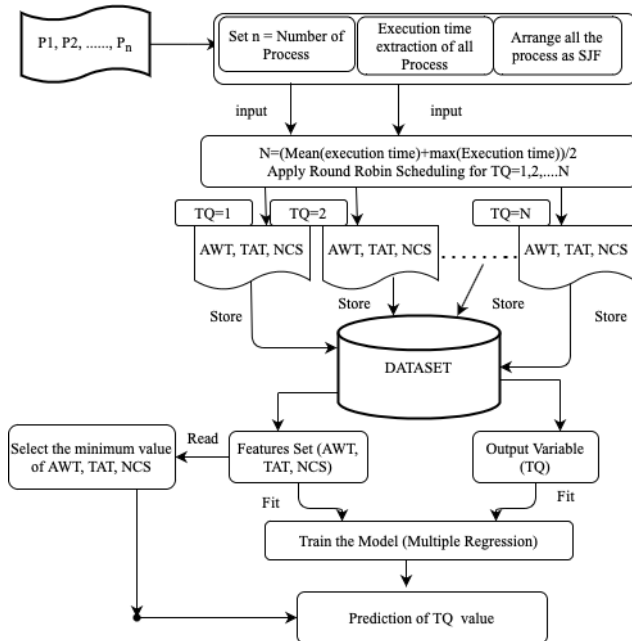 P1, P2, ......, Pn
Set n = Number of
Process
Execution time
extraction of all
Process
Arrange all the
process as SJF
input
input
N=(Mean(execution time)+max(Execution time))/2
Apply Round Robin Scheduling for TQ=1,2,....N
TQ=1
TQ=2
TQ=N
AWT, TAT, NCS
AWT, TAT, NCS
AWT, TAT, NCS
Store
Store
Store
Store
DATASET
Select the minimum value
of AWT, TAT, NCS
Read
Features Set (AWT,
TAT, NCS)
Output Variable
(TQ)
Fit
Fit
Train the Model (Multiple Regression)
Prediction of TQ value